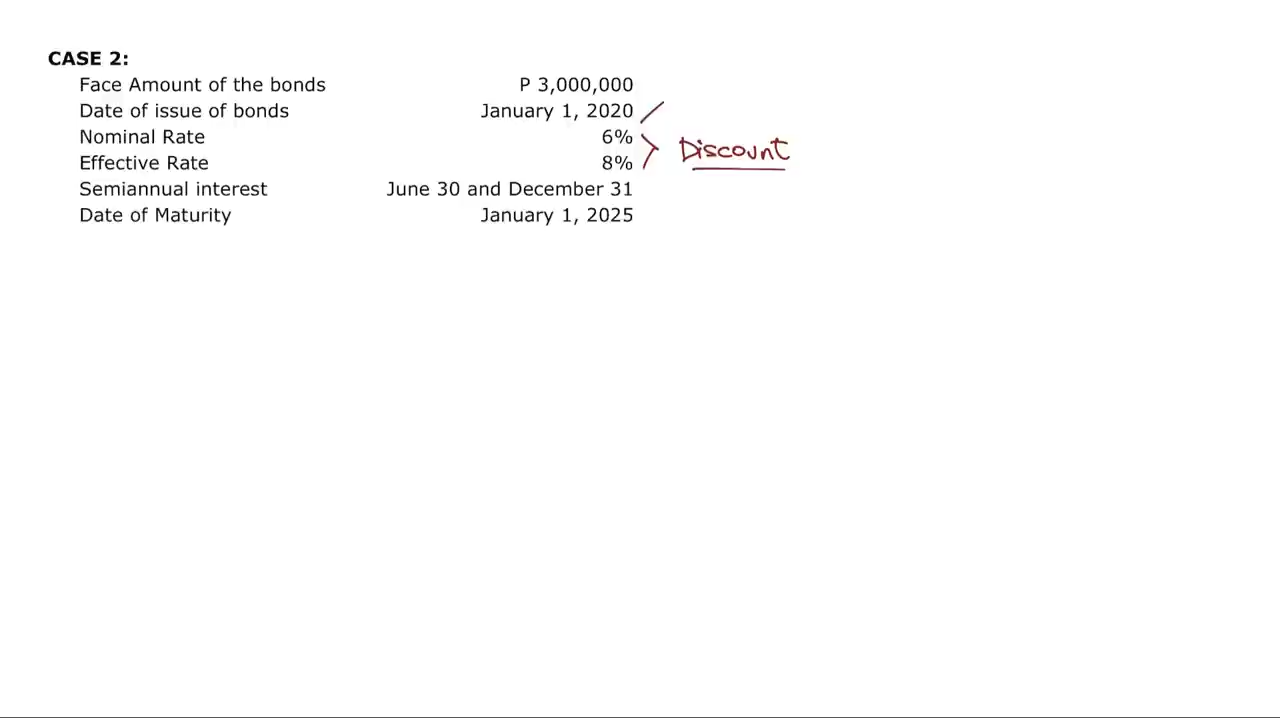 CASE 2:
Face Amount of the bonds P 3,000,000
Date of issue of bonds January 1, 2020
Nominal Rate 6%
Discount
Effective Rate 8%
Semiannual interest June 30 and December 31
Date of Maturity January 1, 2025